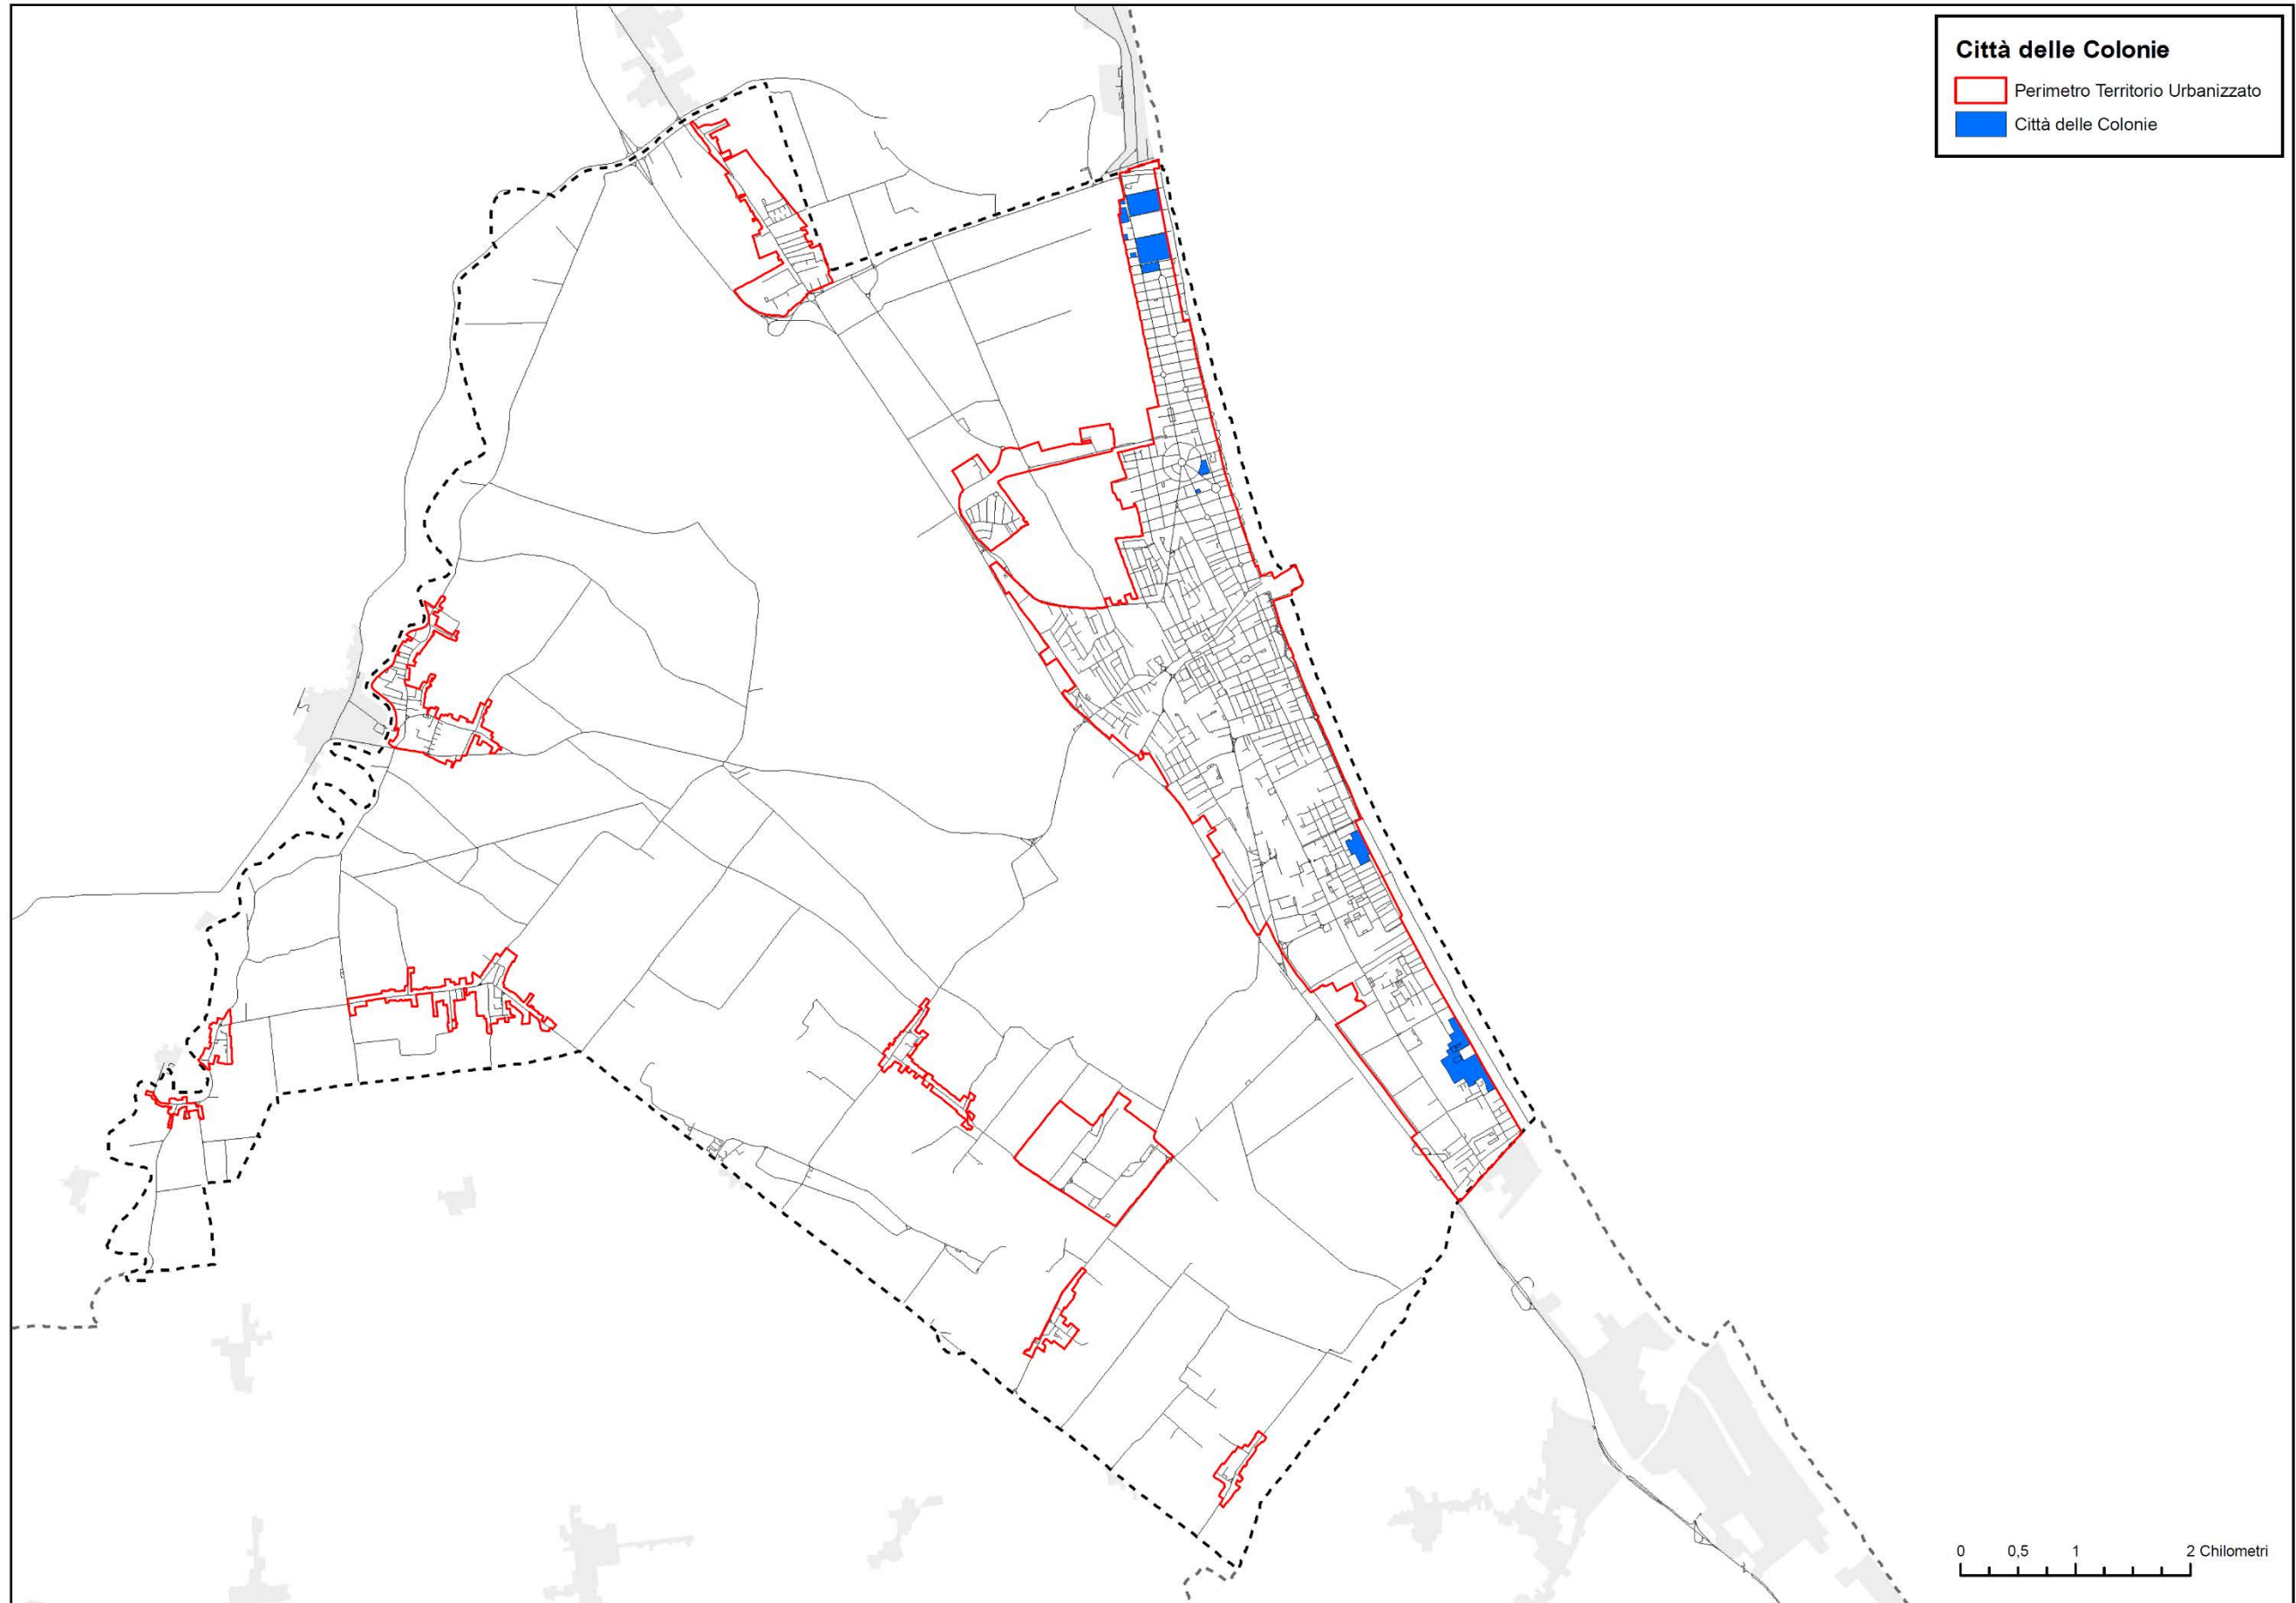 Città delle Colonie
Perimetro Territorio Urbanizzato
Città delle Colonie
0 0,5 1 2 Chilometri